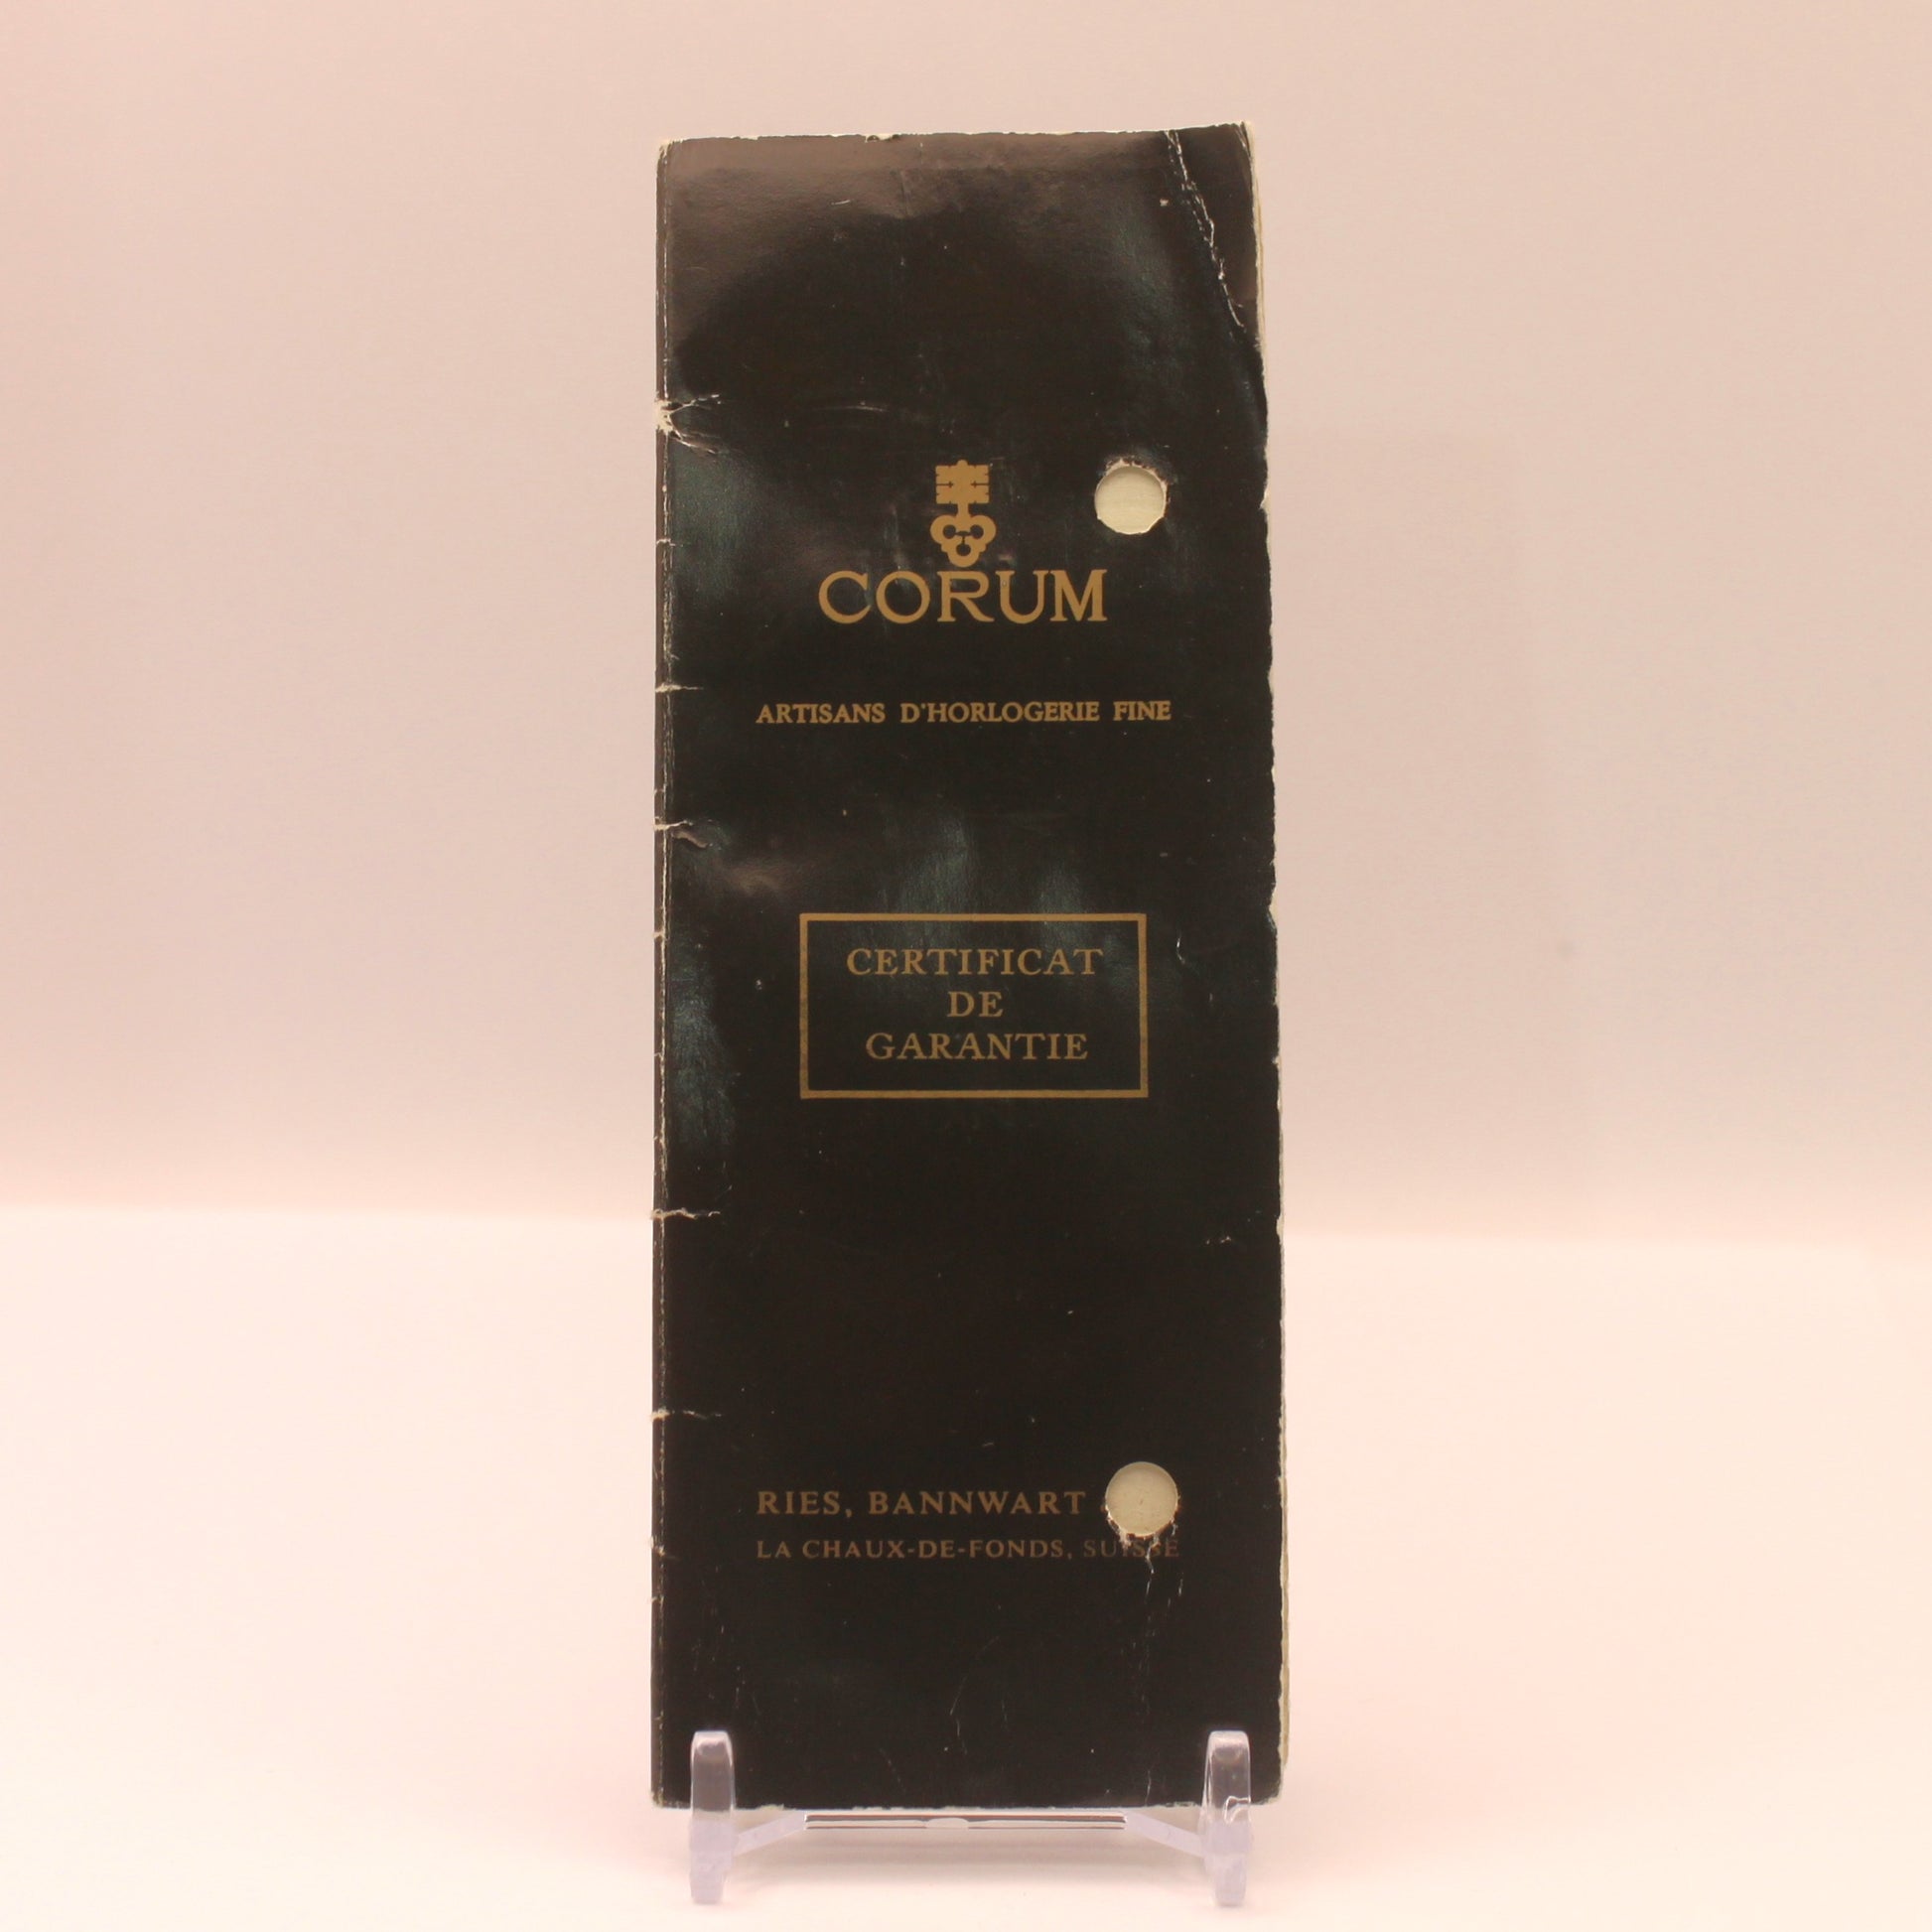 CORUM
ARTISANS D'HORLOGERIE FINE
CERTIFICAT
DE
GARANTIE
RIES, BANNWART
LA CHAUX-DE-FONDS, SUISSE